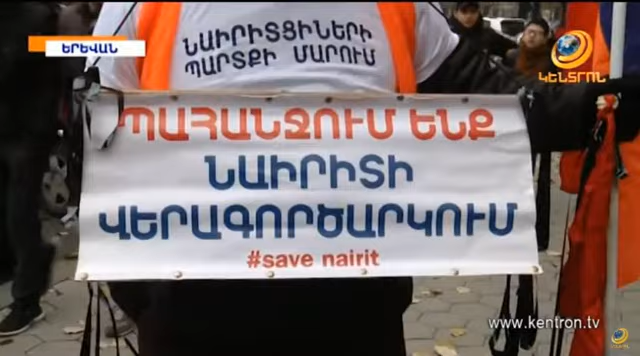 ԵՐԵՎԱՆ
ԿԵՆՏՐՈՆ
ՆԱԻՐԻՏՑԻՆԵՐԻ
ՊԱՐՏՔԻ ՄԱՐՈՒՄ
ՊԱՀԱՆՋՈՒՄ ԵՆՔ
ՆԱԻՐԻՏԻ
ՎԵՐԱԳՈՐԾԱՐԿՈՒՄ
#save nairit
www.kentron.tv